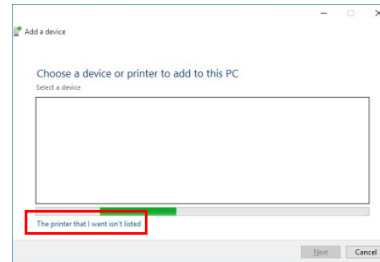 Add a device
Choose a device or printer to add to this PC
Select a device
The printer that I want isn't listed
Next
Cancel